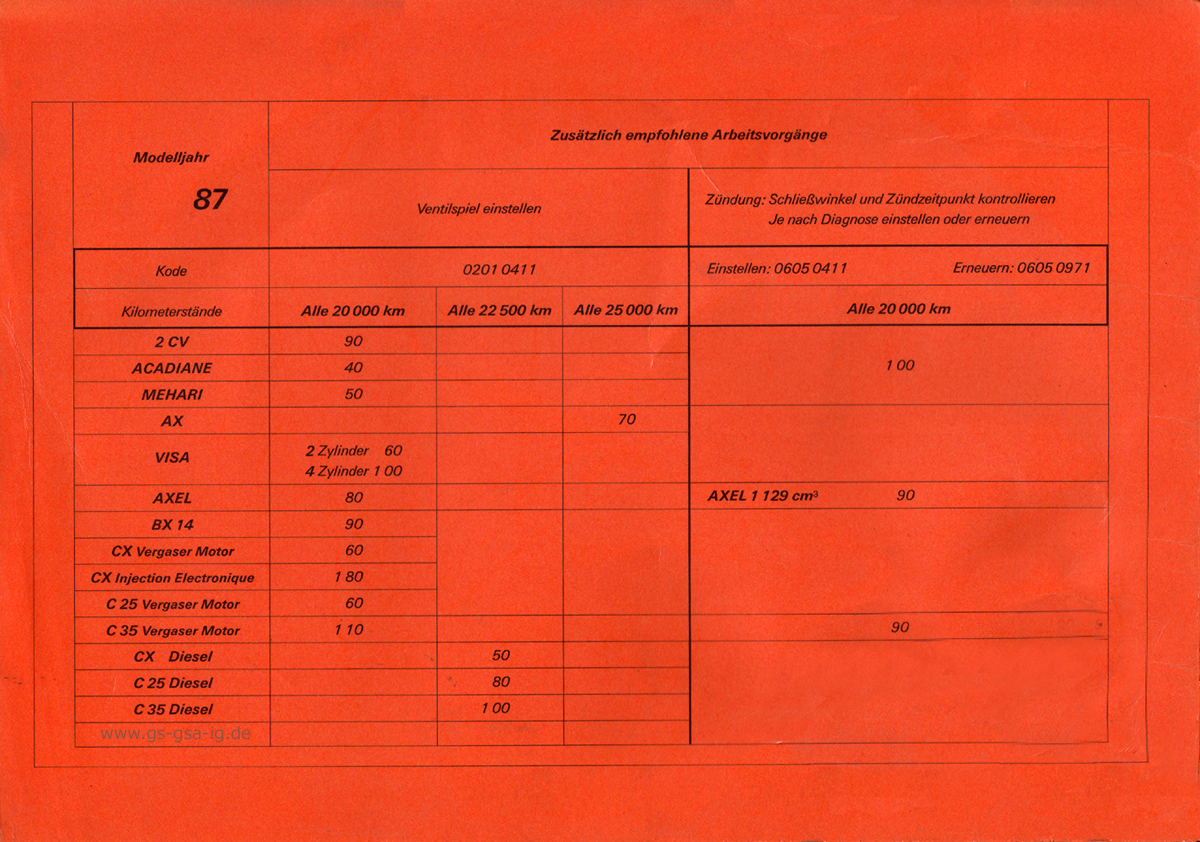 Modelljahr
87
Zusätzlich empfohlene Arbeitsvorgänge
Ventilspiel einstellen
Zündung: Schließwinkel und Zündzeitpunkt kontrollieren
Je nach Diagnose einstellen oder erneuern
Kode 0201 0411 Einstellen: 0605 0411 Erneuern: 0605 0971
Kilometerstände Alle 20 000 km Alle 22 500 km Alle 25 000 km Alle 20 000 km
2 CV 90
ACADIANE 40 1 00
MEHARI 50
AX 70
VISA
2 Zylinder 60
4 Zylinder 1 00
AXEL 80 AXEL 1 129 cm³ 90
BX 14 90
CX Vergaser Motor 60
CX Injection Electronique 1 80
C 25 Vergaser Motor 60
C 35 Vergaser Motor 1 10 90
CX Diesel 50
C 25 Diesel 80
C 35 Diesel 1 00
www.gs-gsa-ig.de